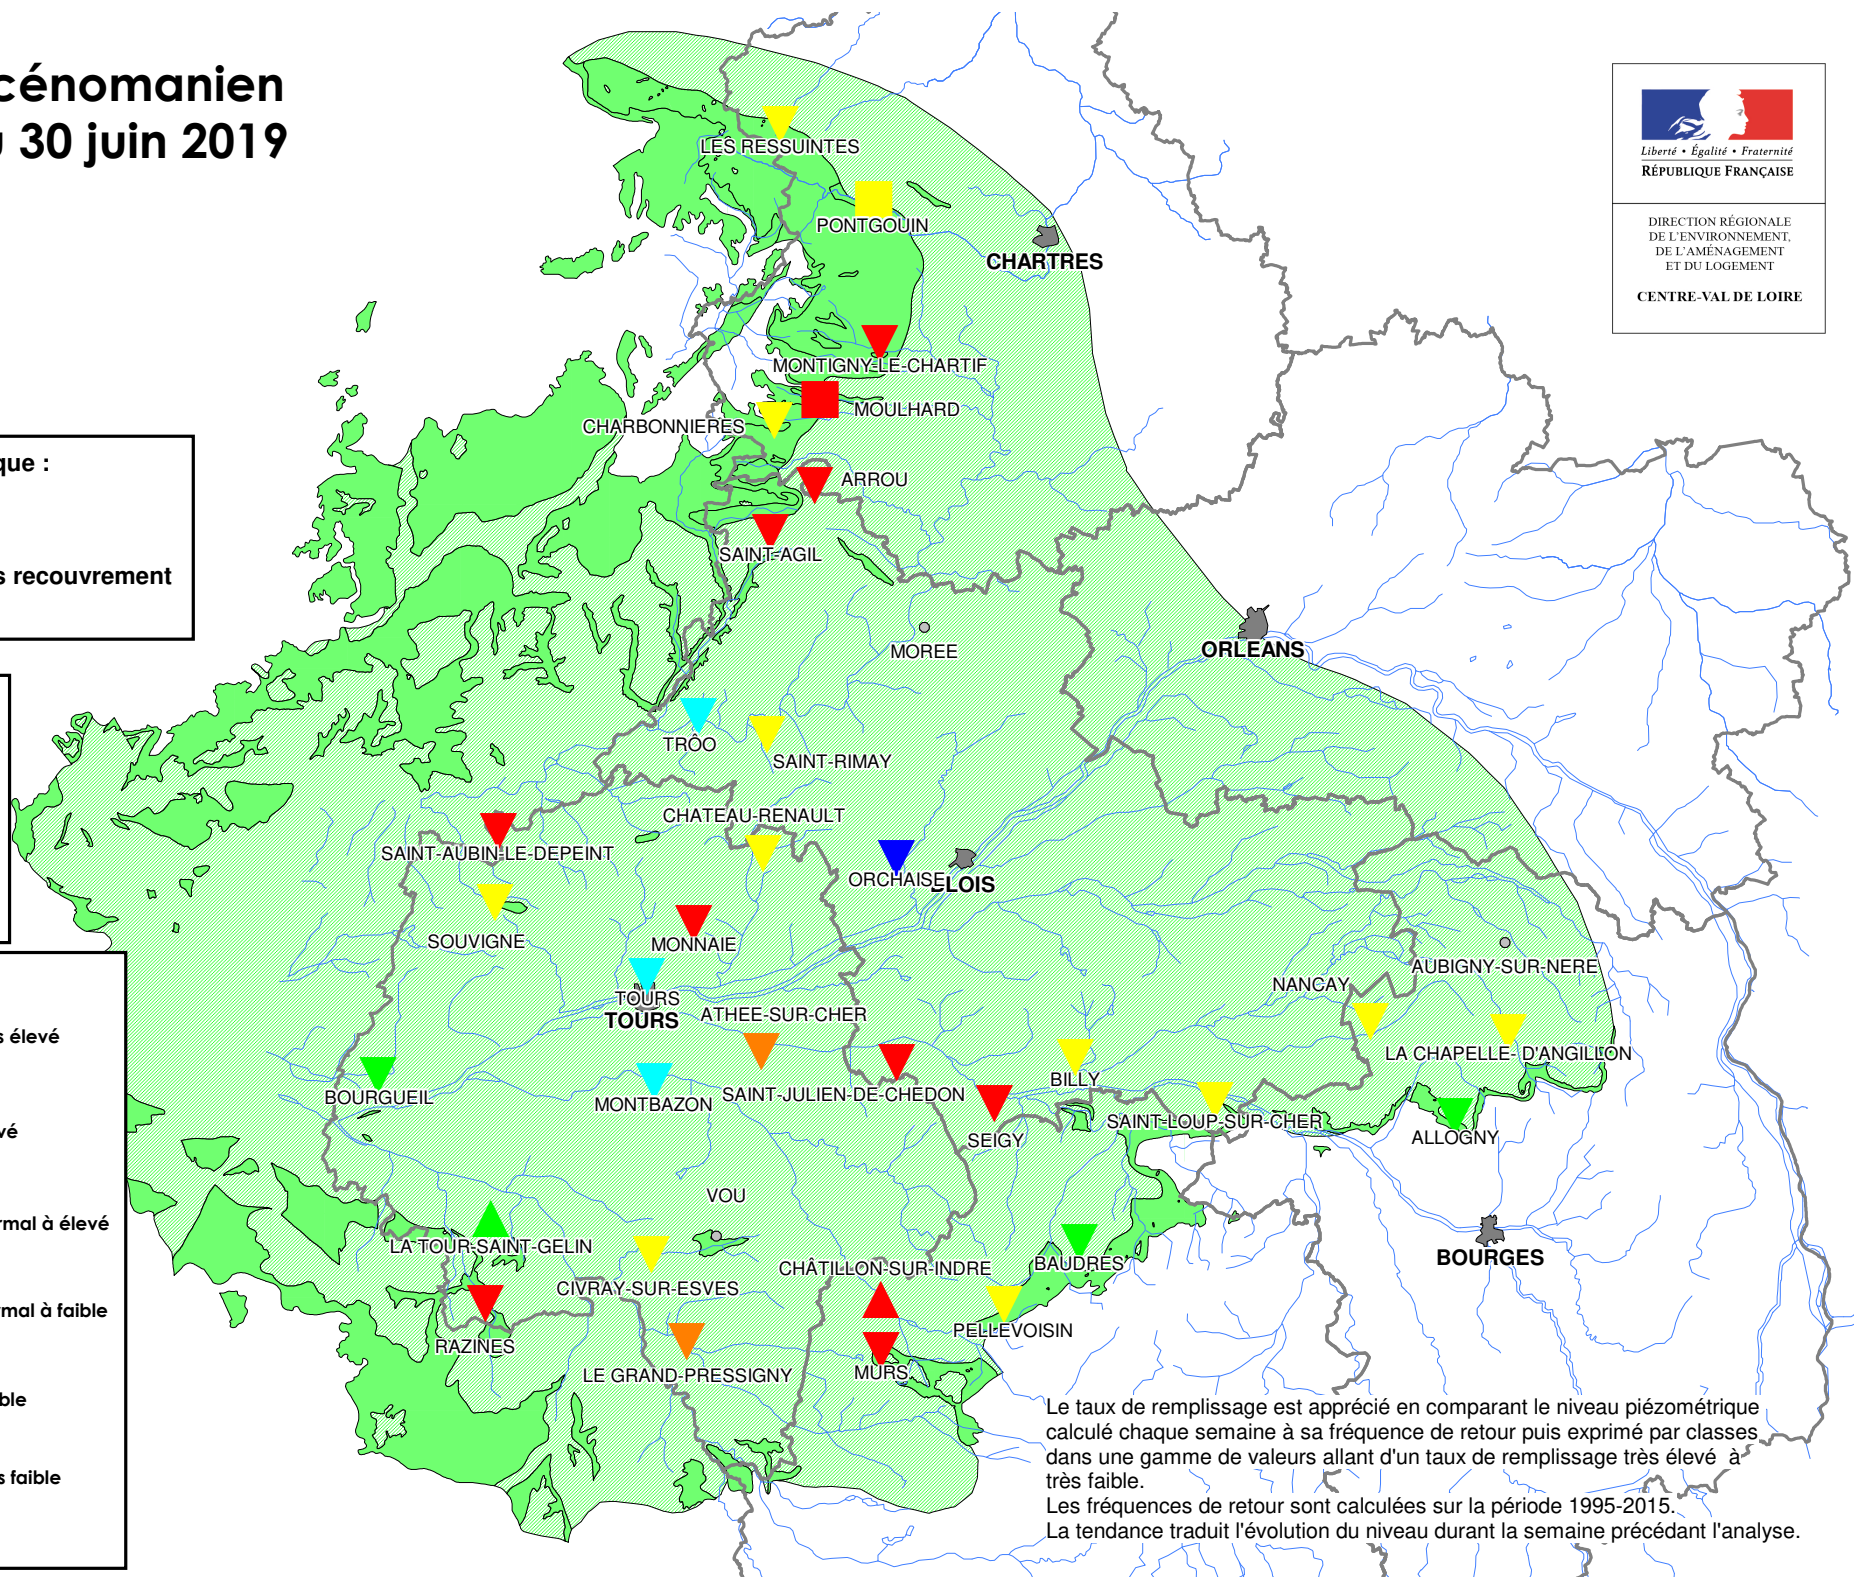 cénomanien
30 juin 2019
Liberté • Égalité • Fraternité
RÉPUBLIQUE FRANÇAISE
DIRECTION RÉGIONALE
DE L'ENVIRONNEMENT,
DE L'AMÉNAGEMENT
ET DU LOGEMENT
CENTRE-VAL DE LOIRE
que :
s recouvrement
s élevé
vé
rmal à élevé
rmal à faible
ble
s faible
LES RESSUINTES
PONTGOUIN
CHARTRES
MONTIGNY-LE-CHARTIF
MOULHARD
CHARBONNIERES
ARROU
SAINT-AGIL
MOREE
ORLEANS
TRÔO
SAINT-RIMAY
CHATEAU-RENAULT
SAINT-AUBIN-LE-DEPEINT
ORCHAISE
BLOIS
SOUVIGNE
MONNAIE
AUBIGNY-SUR-NERE
NANCAY
TOURS
TOURS
ATHEE-SUR-CHER
LA CHAPELLE- D'ANGILLON
BILLY
BOURGUEIL
MONTBAZON
SAINT-JULIEN-DE-CHEDON
SAINT-LOUP-SUR-CHER
SEIGY
ALLOGNY
VOU
LA TOUR-SAINT-GELIN
BOURGES
BAUDRES
CHÂTILLON-SUR-INDRE
CIVRAY-SUR-ESVES
PELLEVOISIN
RAZINES
LE GRAND-PRESSIGNY
MURS
Le taux de remplissage est apprécié en comparant le niveau piézométrique
calculé chaque semaine à sa fréquence de retour puis exprimé par classes
dans une gamme de valeurs allant d'un taux de remplissage très élevé à
très faible.
Les fréquences de retour sont calculées sur la période 1995-2015.
La tendance traduit l'évolution du niveau durant la semaine précédant l'analyse.